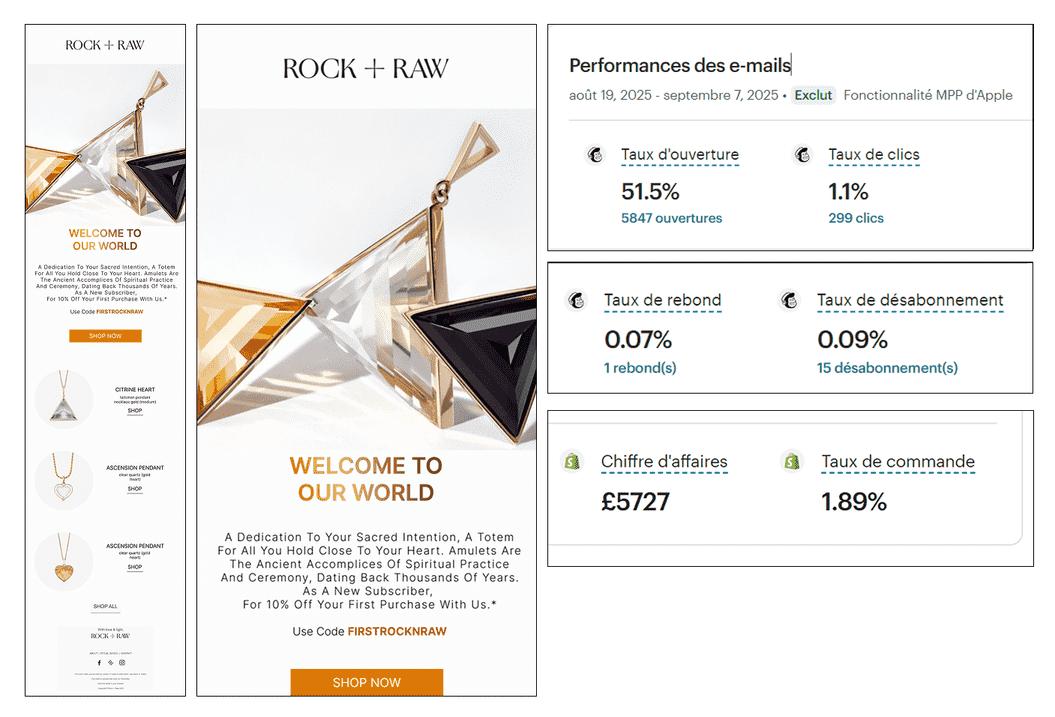 ROCK + RAW
WELCOME TO
OUR WORLD
A Dedication To Your Sacred Intention, A Totem
For All You Hold Close To Your Heart. Amulets Are
The Ancient Accomplices Of Spiritual Practice
And Ceremony, Dating Back Thousands Of Years.
As A New Subscriber,
For 10% Off Your First Purchase With Us.*
Use Code FIRSTROCKNRAW
SHOP NOW
CITRINE HEART
talisman pendant
necklace gold (medium)
SHOP
ASCENSION PENDANT
clear quartz (gold
heart)
SHOP
ASCENSION PENDANT
clear quartz (gold
heart)
SHOP
SHOP ALL
With love & light,
ROCK + RAW
ROCK + RAW
WELCOME TO
OUR WORLD
A Dedication To Your Sacred Intention, A Totem
For All You Hold Close To Your Heart. Amulets Are
The Ancient Accomplices Of Spiritual Practice
And Ceremony, Dating Back Thousands Of Years.
As A New Subscriber,
For 10% Off Your First Purchase With Us.*
Use Code FIRSTROCKNRAW
SHOP NOW
Performances des e-mails
août 19, 2025 - septembre 7, 2025 • Exclut Fonctionnalité MPP d'Apple
Taux d'ouverture Taux de clics
51.5% 1.1%
5847 ouvertures 299 clics
Taux de rebond Taux de désabonnement
0.07% 0.09%
1 rebond(s) 15 désabonnement(s)
Chiffre d'affaires Taux de commande
£5727 1.89%